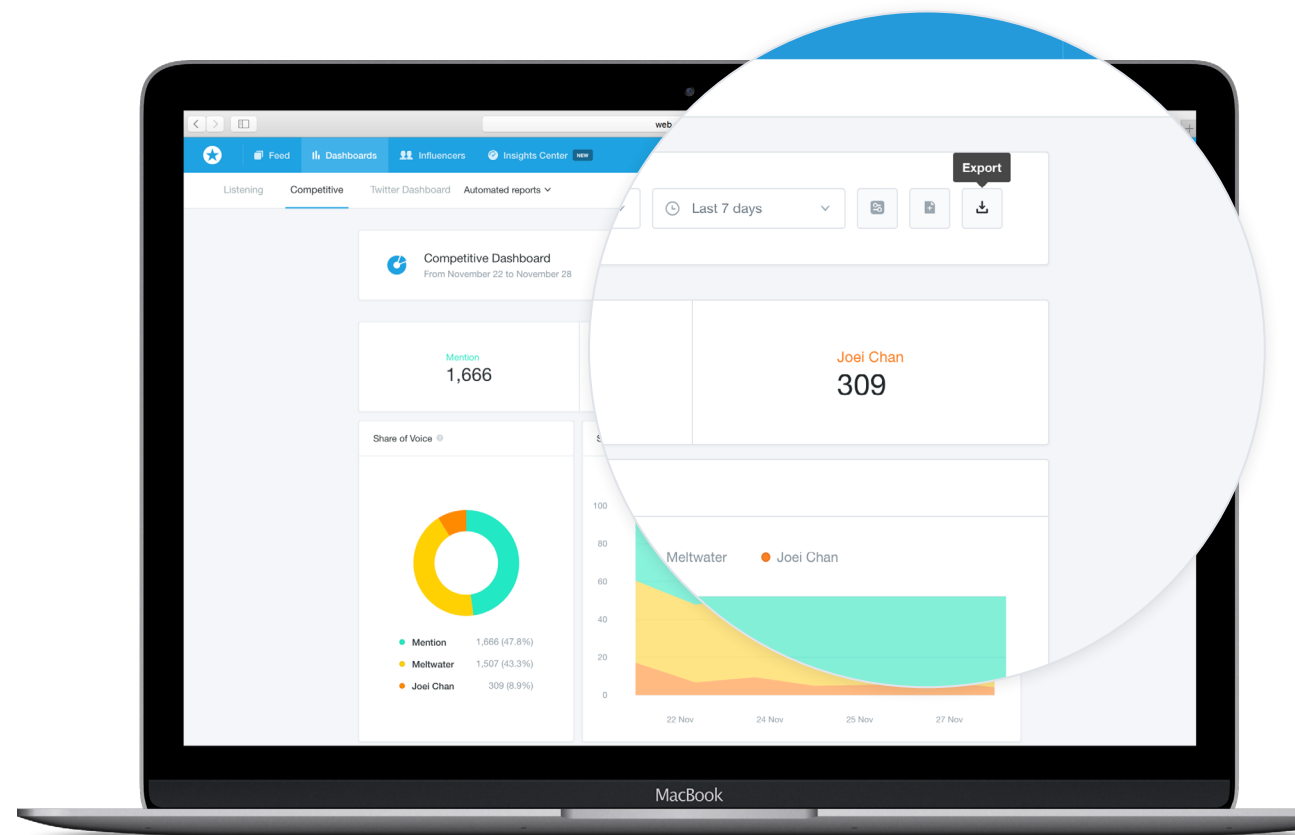 web
Feed
Dashboards
Influencers
Insights Center NEW
Listening
Competitive
Twitter Dashboard
Automated reports
Export
Last 7 days
Competitive Dashboard
From November 22 to November 28
Mention
1,666
Joei Chan
309
Share of Voice
S
Meltwater
Joei Chan
100
80
60
40
20
0
Mention 1,666 (47.8%)
Meltwater 1,507 (43.3%)
Joei Chan 309 (8.9%)
22 Nov
24 Nov
25 Nov
27 Nov
MacBook